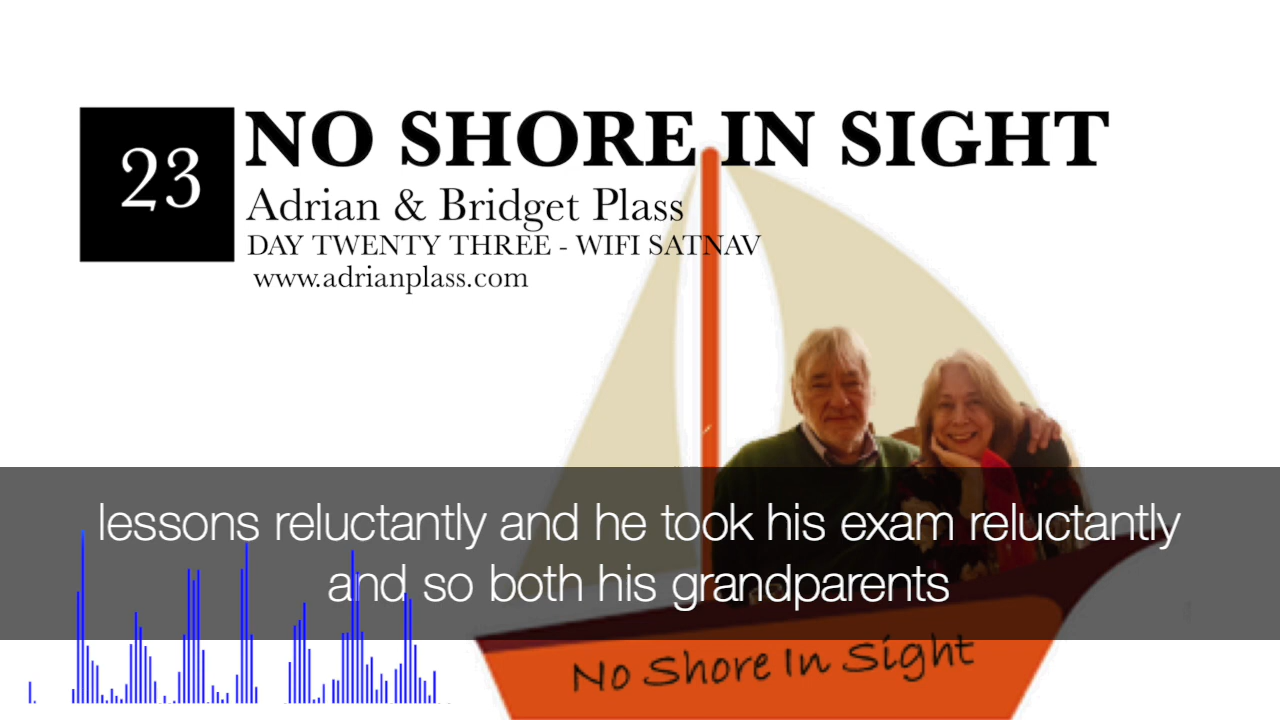 23
NO SHORE IN SIGHT
Adrian & Bridget Plass
DAY TWENTY THREE - WIFI SATNAV
www.adrianplass.com
lessons reluctantly and he took his exam reluctantly
and so both his grandparents
No Shore In Sight